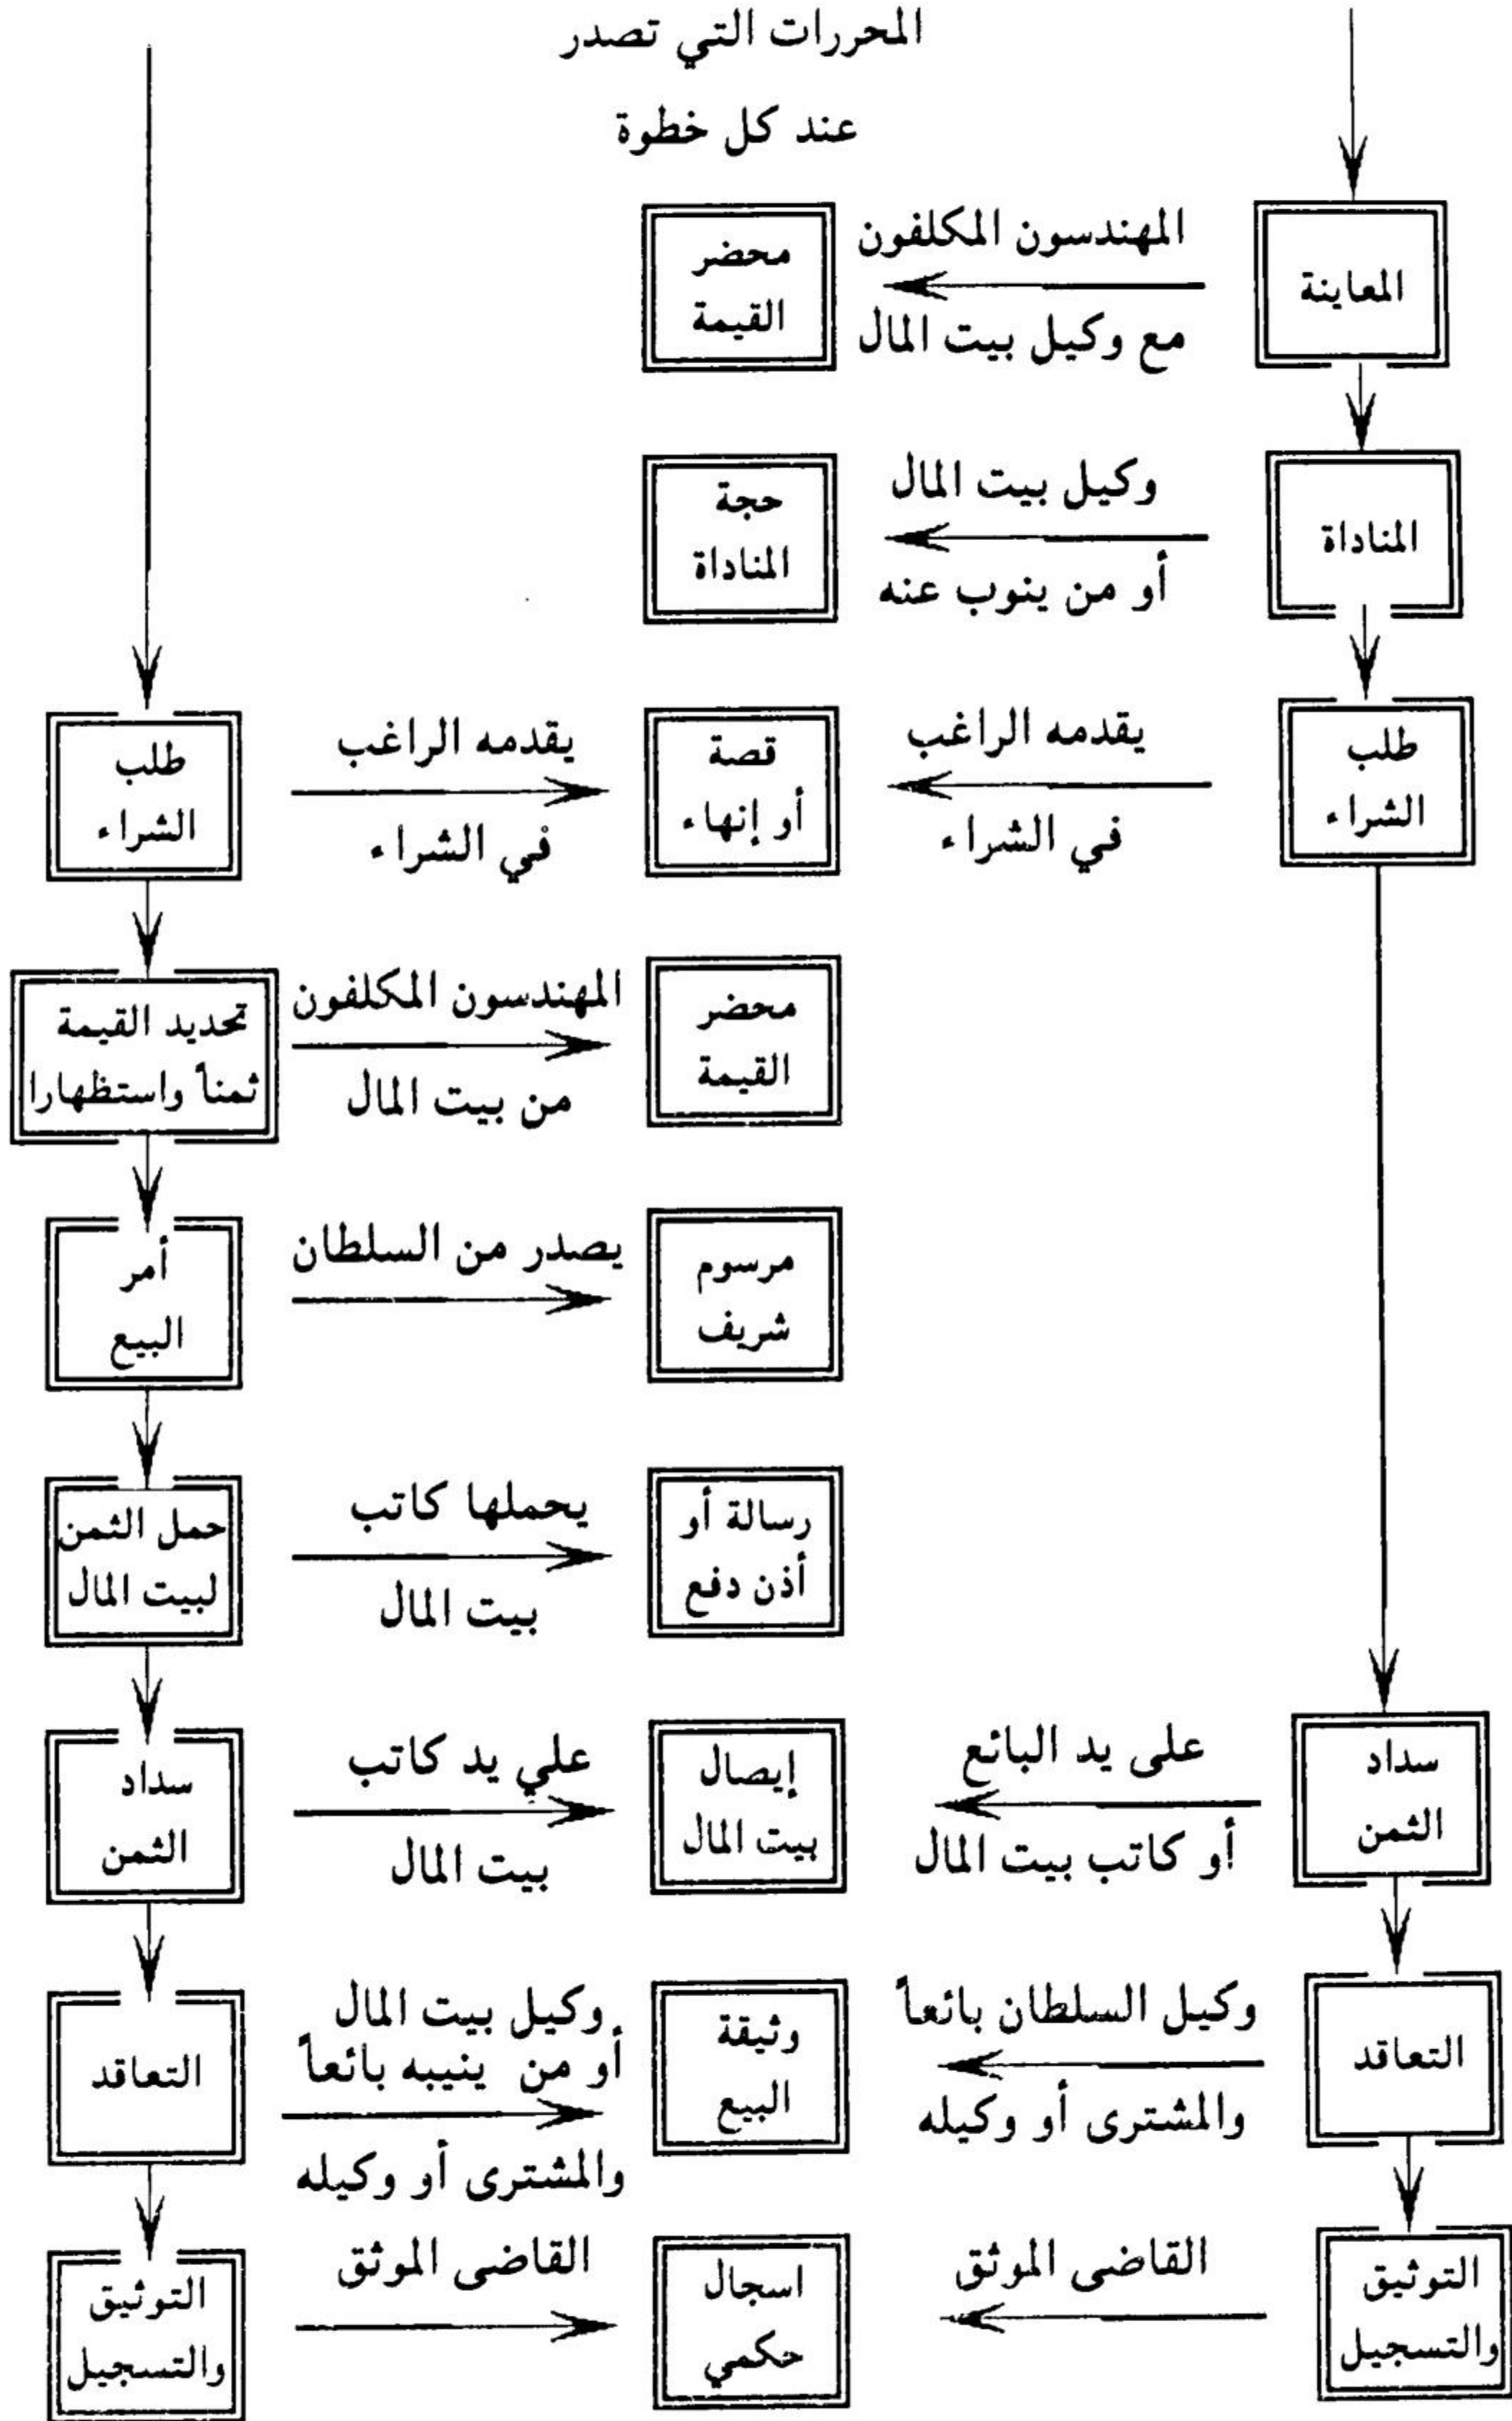 المحررات التي تصدر
عند كل خطوة
المعاينة
المهندسون المكلفون
مع وكيل بيت المال
محضر
القيمة
المناداة
وكيل بيت المال
أو من ينوب عنه
حجة
المناداة
طلب
الشراء
يقدمه الراغب
في الشراء
قصة
أو إنهاء
يقدمه الراغب
في الشراء
طلب
الشراء
محضر
القيمة
المهندسون المكلفون
من بيت المال
تحديد القيمة
ثمناً واستظهارا
مرسوم
شريف
يصدر من السلطان
أمر
البيع
رسالة أو
أذن دفع
يحملها كاتب
بيت المال
حمل الثمن
لبيت المال
سداد
الثمن
على يد البائع
أو كاتب بيت المال
إيصال
بيت المال
علي يد كاتب
بيت المال
سداد
الثمن
التعاقد
وكيل السلطان بائعاً
والمشترى أو وكيله
وثيقة
البيع
وكيل بيت المال
أو من ينيبه بائعاً
والمشترى أو وكيله
التعاقد
التوثيق
والتسجيل
القاضى الموثق
اسجال
حكمي
القاضى الموثق
التوثيق
والتسجيل